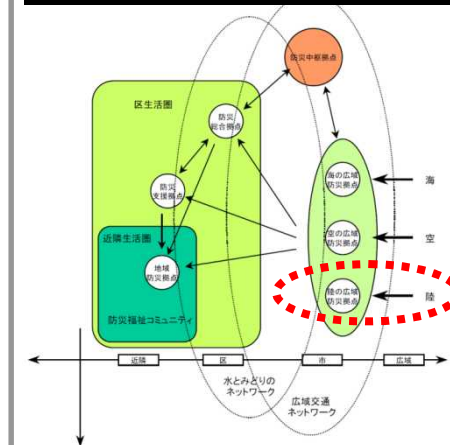 防災中枢拠点
区生活圏
防災
総合拠点
海の広域
防災拠点
海
防災
支援拠点
近隣生活圏
空の広域
防災拠点
空
地域
防災拠点
陸の広域
防災拠点
陸
防災福祉コミュニティ
近隣
区
市
広域
水とみどりの
ネットワーク
広域交通
ネットワーク